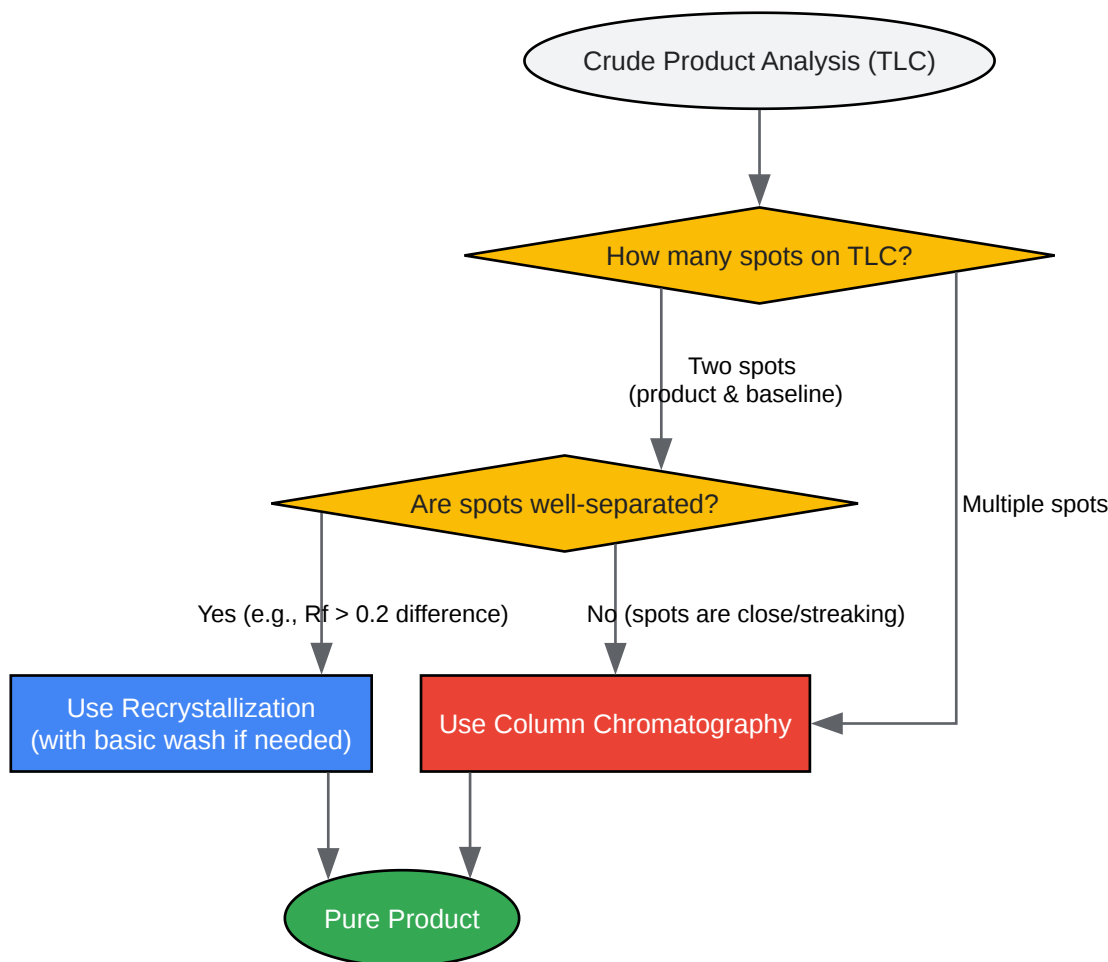 Crude Product Analysis (TLC)
How many spots on TLC?
Two spots
(product & baseline)
Are spots well-separated?
Multiple spots
Yes (e.g., Rf > 0.2 difference)
No (spots are close/streaking)
Use Recrystallization
(with basic wash if needed)
Use Column Chromatography
Pure Product